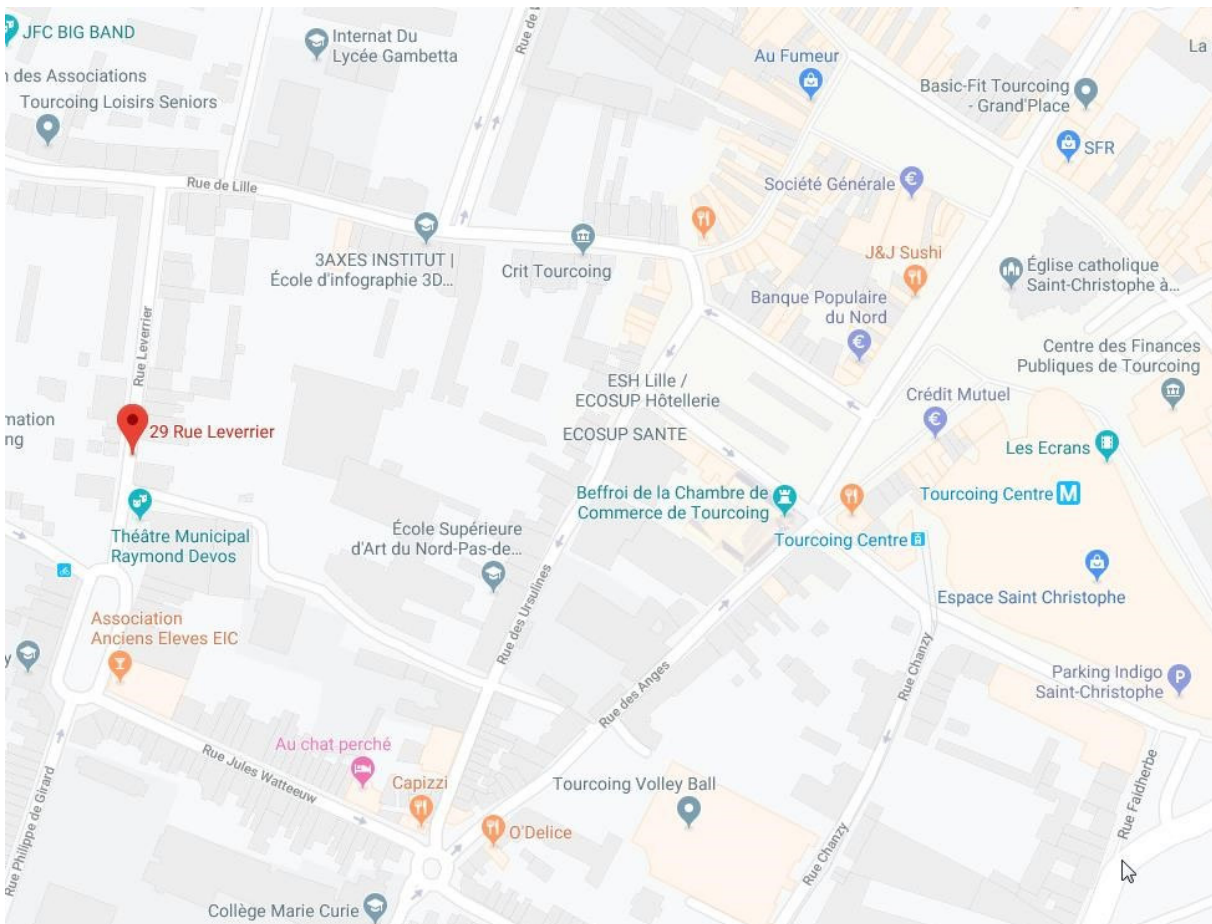 JFC BIG BAND
Internat Du
Lycée Gambetta
Rue de
Au Fumeur
La
n des Associations
Tourcoing Loisirs Seniors
Basic-Fit Tourcoing
- Grand'Place
SFR
Rue de Lille
Société Générale
3AXES INSTITUT |
École d'infographie 3D...
Crit Tourcoing
J&J Sushi
Église catholique
Saint-Christophe à...
Banque Populaire
du Nord
Rue Leverrier
Centre des Finances
Publiques de Tourcoing
ESH Lille /
ECOSUP Hôtellerie
Crédit Mutuel
mation
ng
29 Rue Leverrier
ECOSUP SANTE
Les Ecrans
Beffroi de la Chambre de
Commerce de Tourcoing
Tourcoing Centre M
Théâtre Municipal
Raymond Devos
École Supérieure
d'Art du Nord-Pas-de...
Tourcoing Centre
Espace Saint Christophe
Association
Anciens Eleves EIC
Rue des Ursulines
Rue des Anges
Rue Chanzy
y
Parking Indigo
Saint-Christophe
P
Au chat perché
Rue Jules Watteeuw
Capizzi
Tourcoing Volley Ball
Rue Philippe de Girard
O'Delice
Rue Chanzy
Rue Faidherbe
Collège Marie Curie